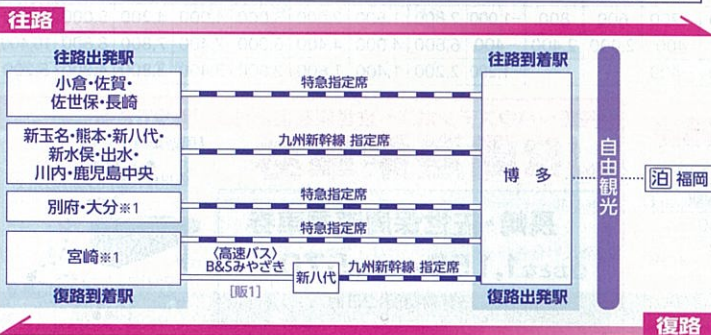 往路
往路出発駅
往路到着駅
小倉・佐賀・
佐世保・長崎
特急指定席
新玉名・熊本・新八代・
新水俣・出水・
川内・鹿児島中央
九州新幹線 指定席
別府・大分※1
特急指定席
宮崎※1
特急指定席
〈高速バス〉
B&Sみやざき
[販1]
新八代
九州新幹線 指定席
博多
自由観光
泊 福岡
復路到着駅
復路出発駅
復路